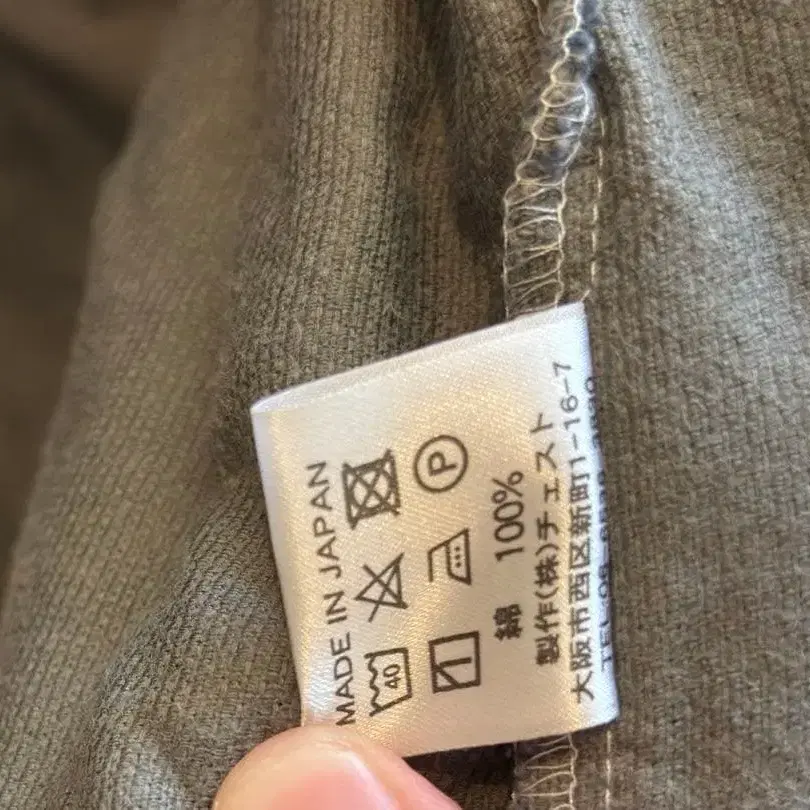 MADE IN JAPAN
40
P
綿 100%
製作(株)チェスト
大阪市西区新町1-16-7